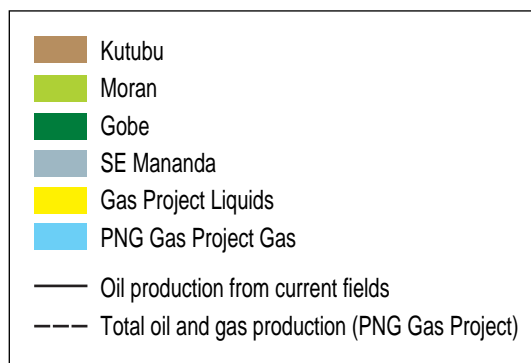 Kutubu
Moran
Gobe
SE Mananda
Gas Project Liquids
PNG Gas Project Gas
Oil production from current fields
Total oil and gas production (PNG Gas Project)